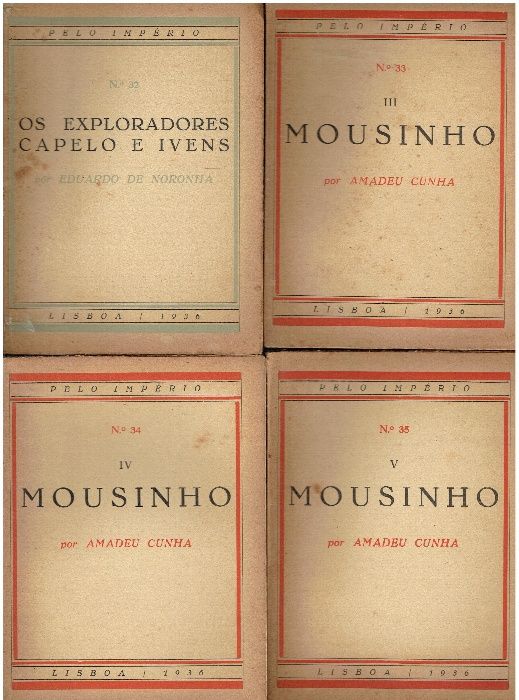 PELO IMPÉRIO
N.º 32
OS EXPLORADORES
CAPELO E IVENS
por EDUARDO DE NORONHA
LISBOA / 1936
PELO IMPÉRIO
N.º 33
III
MOUSINHO
por AMADEU CUNHA
LISBOA / 1936
PELO IMPÉRIO
N.º 34
IV
MOUSINHO
por AMADEU CUNHA
LISBOA / 1936
PELO IMPÉRIO
N.º 35
V
MOUSINHO
por AMADEU CUNHA
LISBOA / 1936